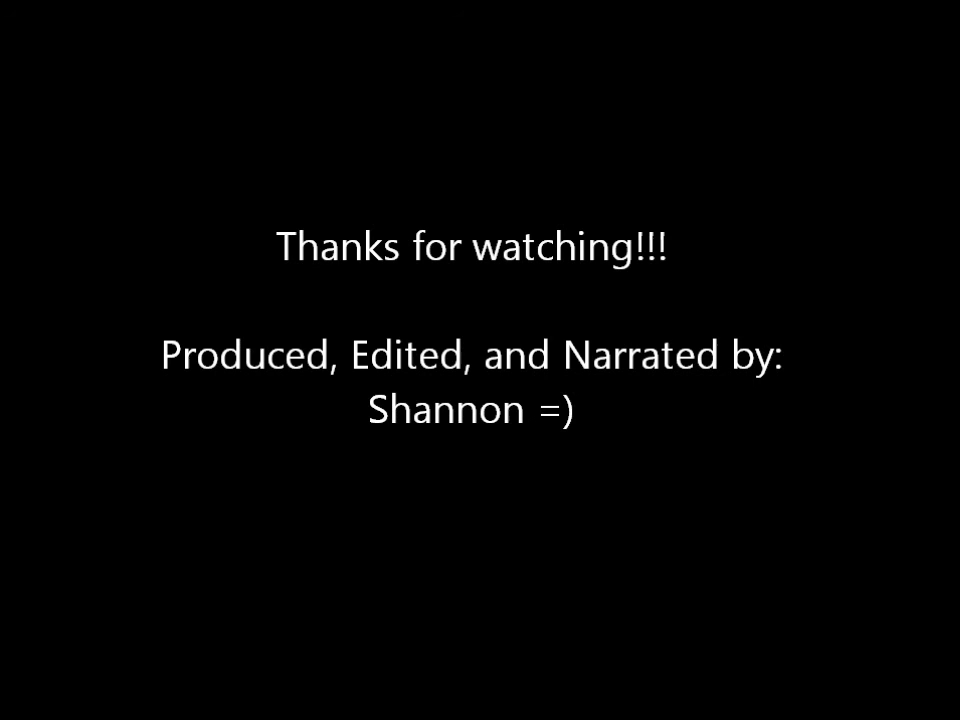 Thanks for watching!!!
Produced, Edited, and Narrated by:
Shannon =)